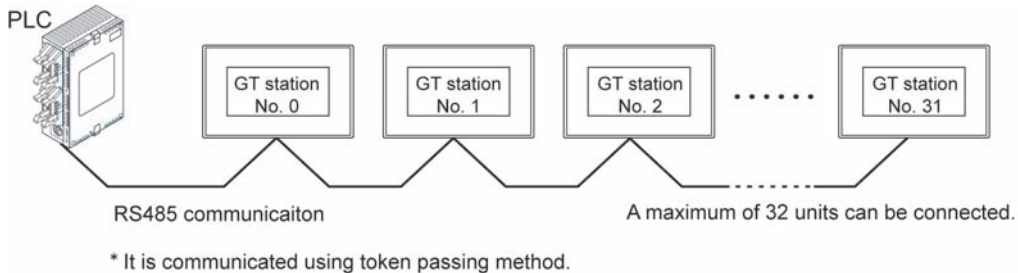 PLC
GT station
No. 0
GT station
No. 1
GT station
No. 2
GT station
No. 31
RS485 communicaiton
A maximum of 32 units can be connected.
* It is communicated using token passing method.